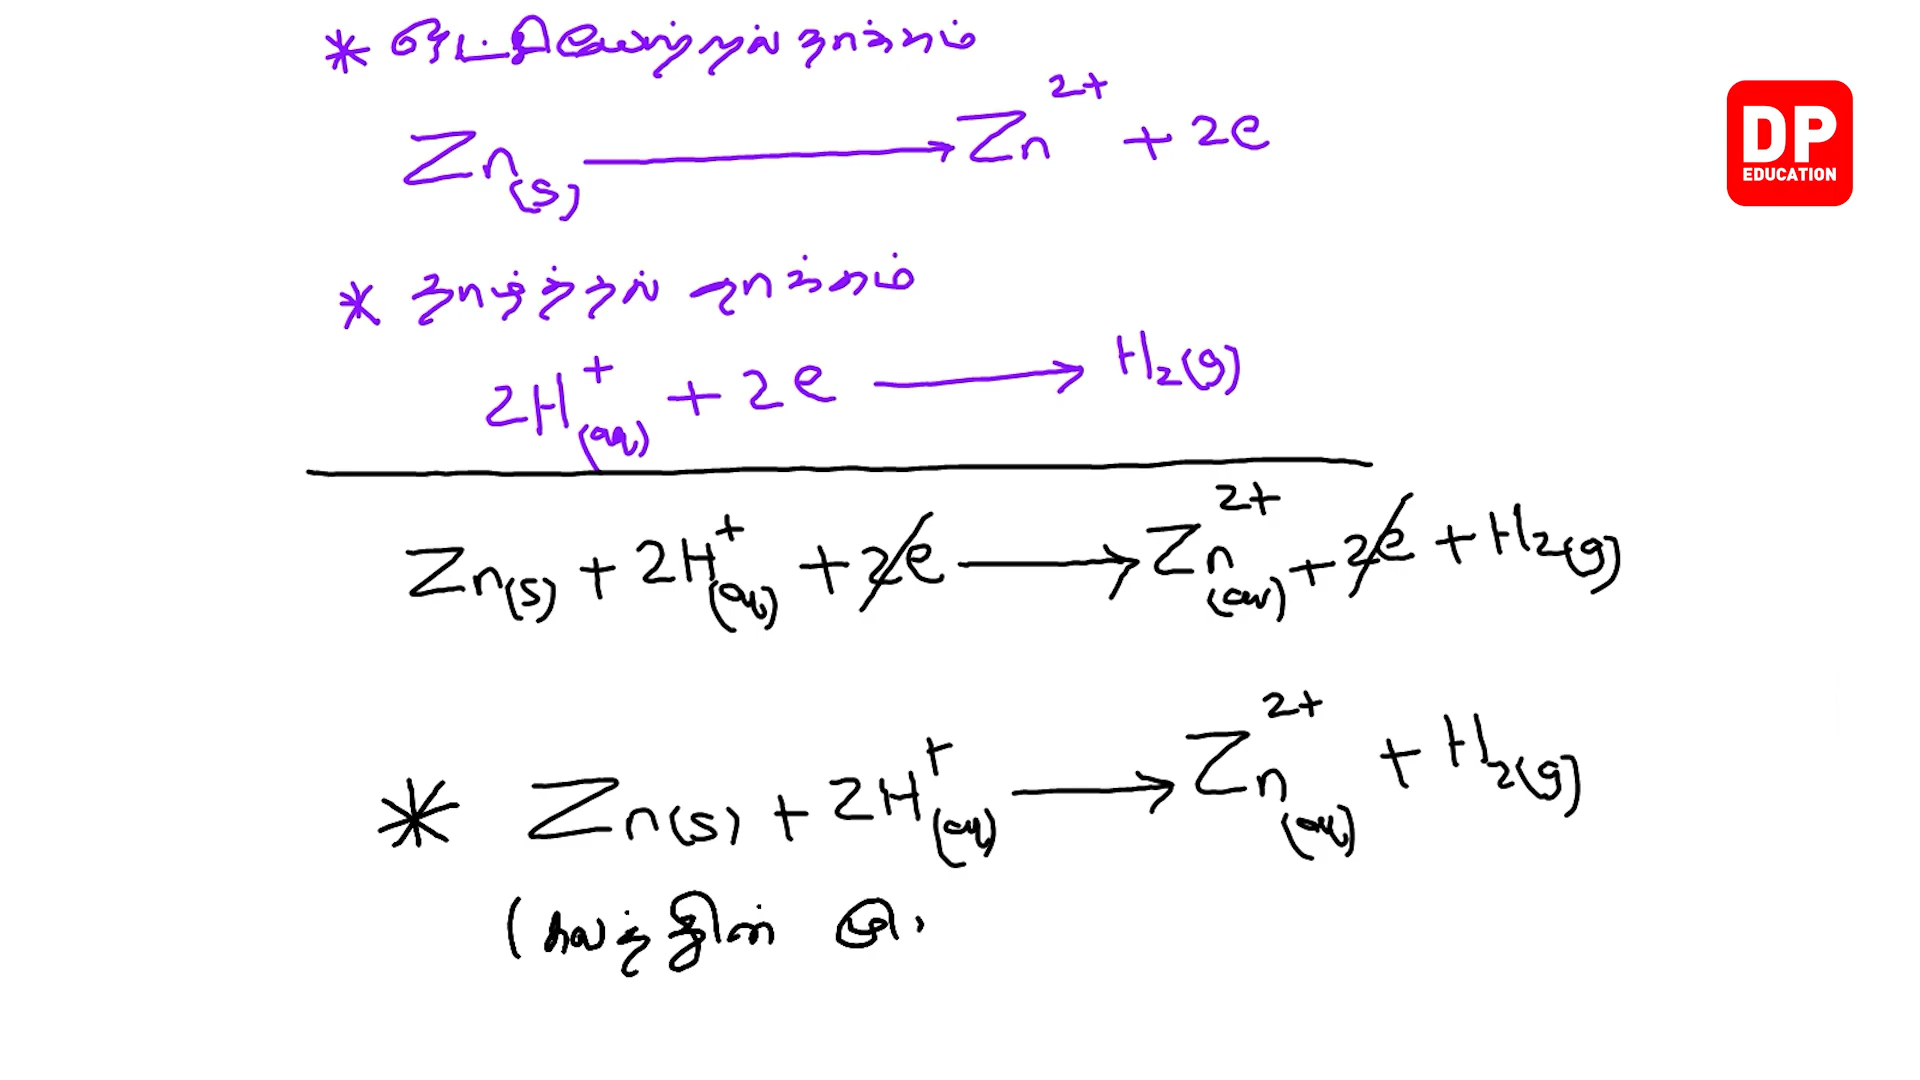 * ஒட்சியேற்றல் தாக்கம்
DP
EDUCATION
Zn(s) ⟶ Zn²⁺ + 2e
* தாழ்த்தல் தாக்கம்
2H⁺(aq) + 2e ⟶ H₂(g)
Zn(s) + 2H⁺(aq) + 2e ⟶ Zn²⁺(aq) + 2e + H₂(g)
* Zn(s) + 2H⁺(aq) ⟶ Zn²⁺(aq) + H₂(g)